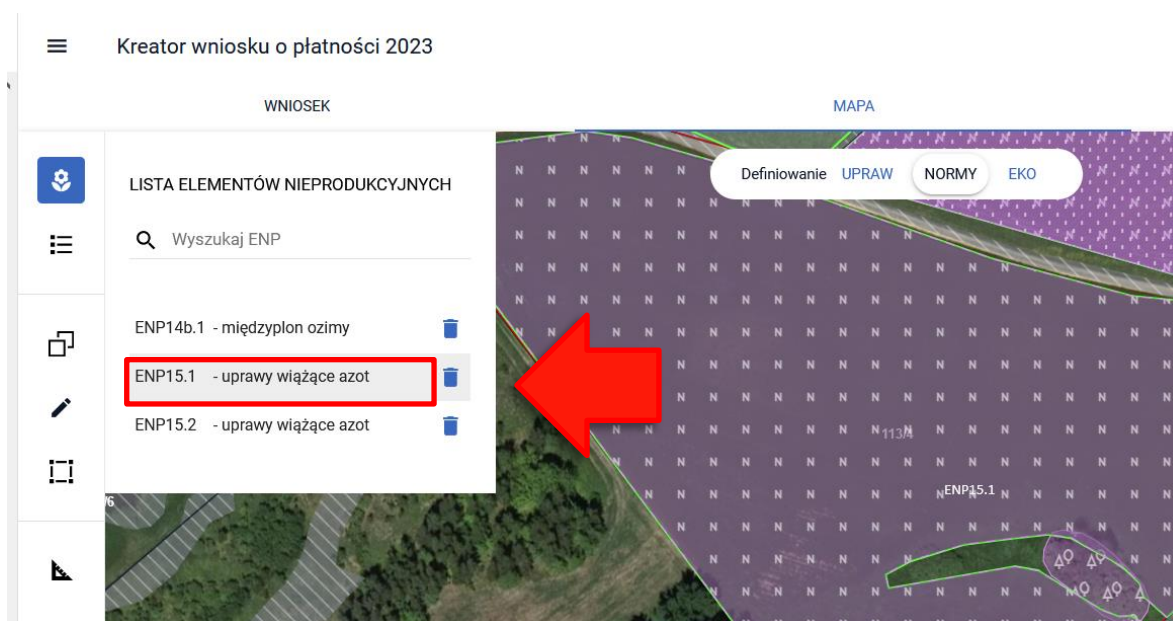 Kreator wniosku o płatności 2023
WNIOSEK
MAPA
LISTA ELEMENTÓW NIEPRODUKCYJNYCH
Definiowanie UPRAW NORMY EKO
Wyszukaj ENP
ENP14b.1 - międzyplon ozimy
ENP15.1 - uprawy wiążące azot
ENP15.2 - uprawy wiążące azot
113/4
ENP15.1